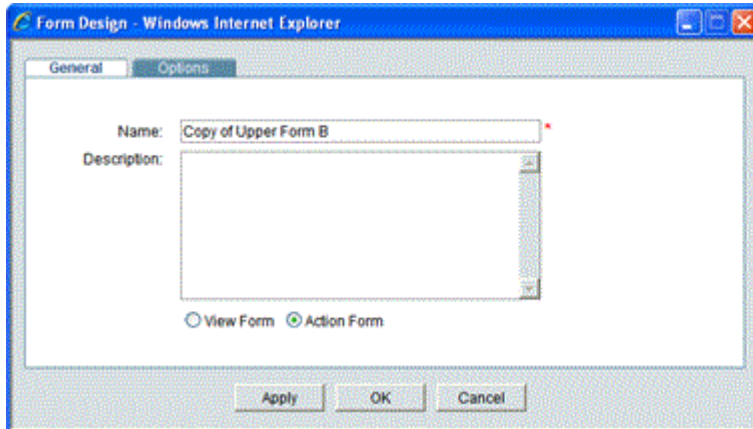 Form Design - Windows Internet Explorer
General Options
Name: Copy of Upper Form B *
Description:
View Form Action Form
Apply OK Cancel